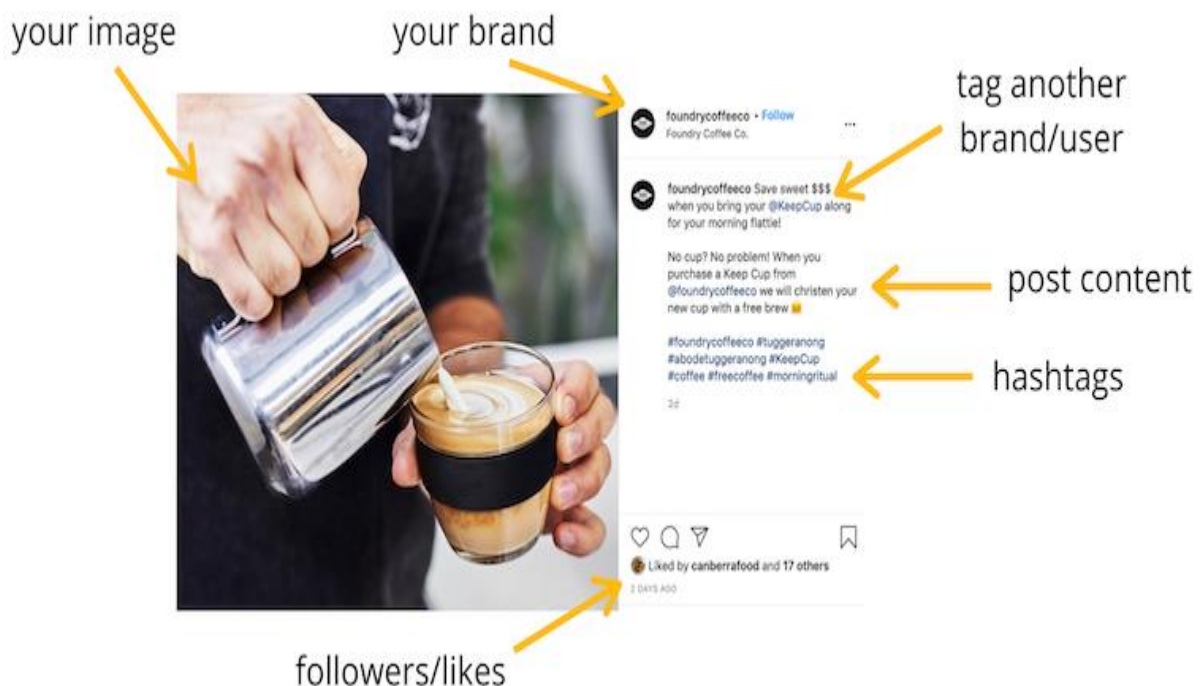 your image
your brand
tag another
brand/user
foundrycoffeeco • Follow
Foundry Coffee Co.
...
foundrycoffeeco Save sweet $$$
when you bring your @KeepCup along
for your morning flattie!
No cup? No problem! When you
purchase a Keep Cup from
@foundrycoffeeco we will christen your
new cup with a free brew
post content
#foundrycoffeeco #tuggeranong
#abodetuggeranong #KeepCup
#coffee #freecoffee #morningritual
hashtags
2d
Liked by canberrafood and 17 others
2 DAYS AGO
followers/likes